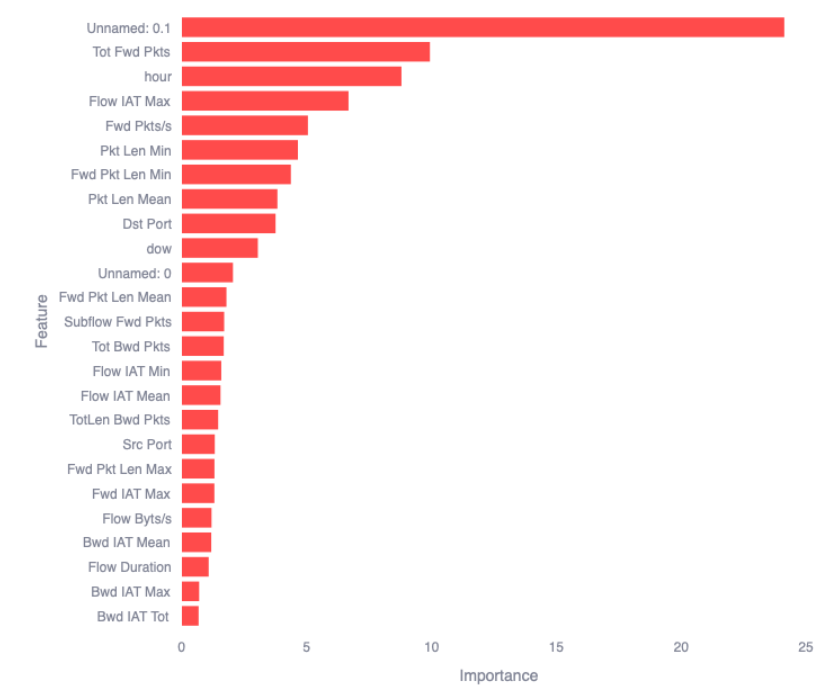 Unnamed: 0.1
Tot Fwd Pkts
hour
Flow IAT Max
Fwd Pkts/s
Pkt Len Min
Fwd Pkt Len Min
Pkt Len Mean
Dst Port
dow
Unnamed: 0
Fwd Pkt Len Mean
Subflow Fwd Pkts
Tot Bwd Pkts
Flow IAT Min
Flow IAT Mean
TotLen Bwd Pkts
Src Port
Fwd Pkt Len Max
Fwd IAT Max
Flow Byts/s
Bwd IAT Mean
Flow Duration
Bwd IAT Max
Bwd IAT Tot
Feature
0 5 10 15 20 25
Importance